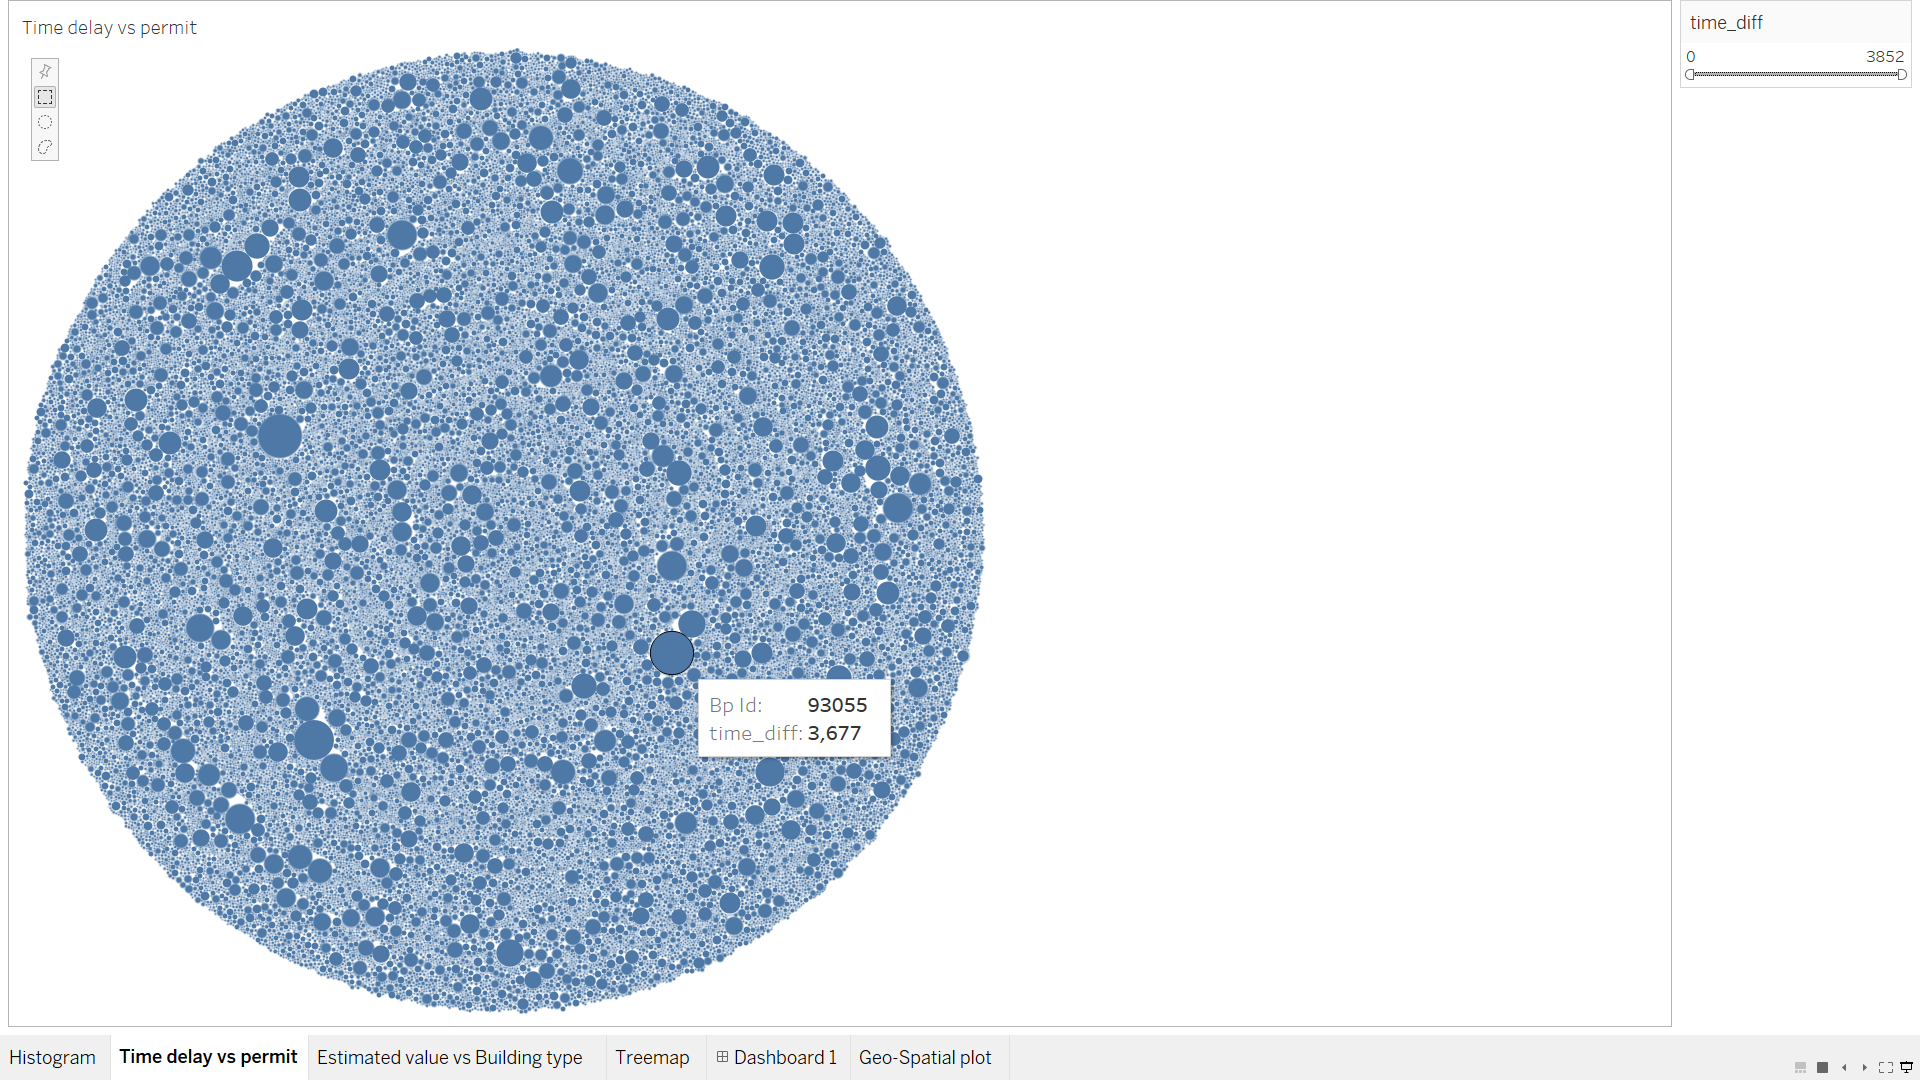 Time delay vs permit
time_diff
0 3852
Bp Id: 93055
time_diff: 3,677
Histogram Time delay vs permit Estimated value vs Building type Treemap Dashboard 1 Geo-Spatial plot